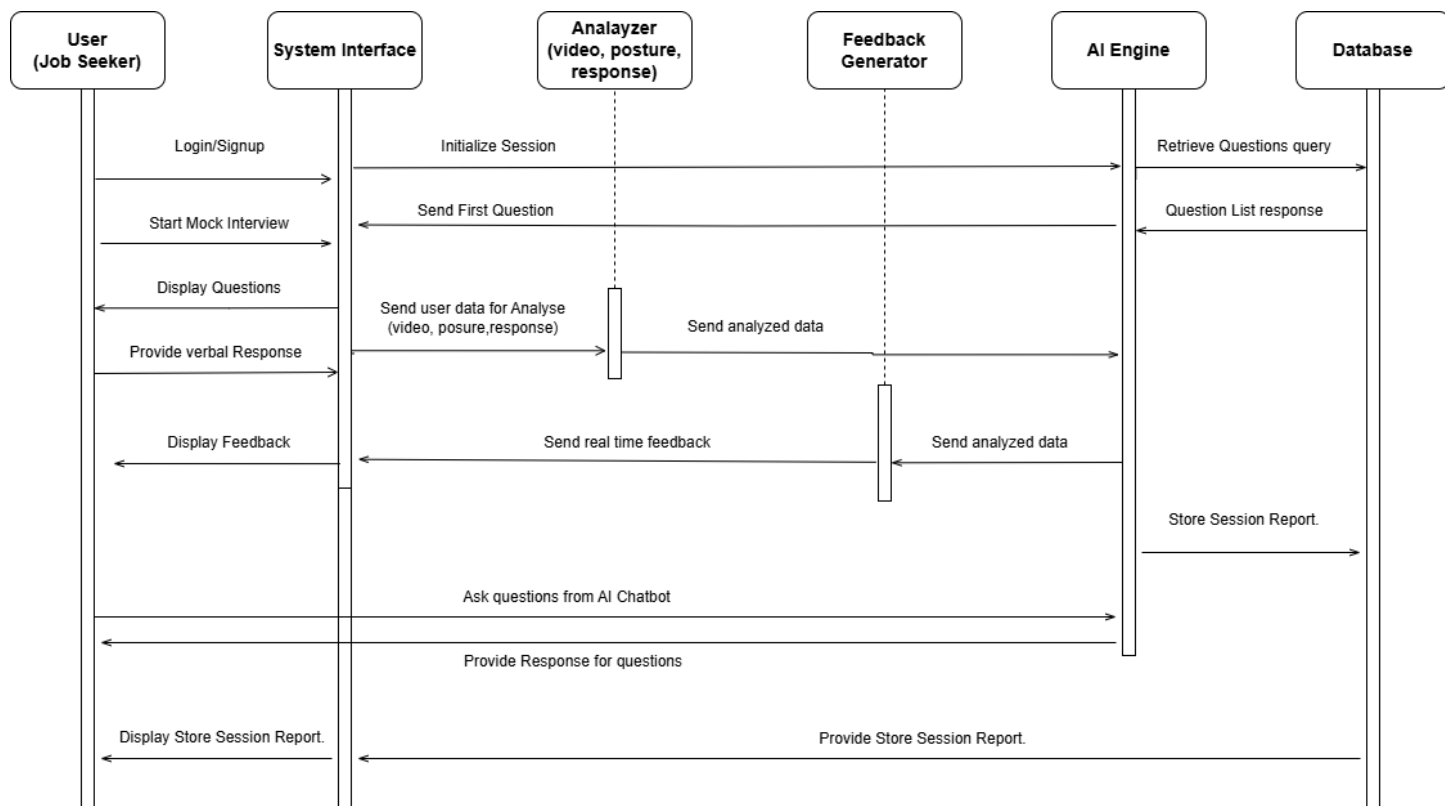 User
(Job Seeker)
System Interface
Analayzer
(video, posture,
response)
Feedback
Generator
AI Engine
Database
Login/Signup
Initialize Session
Retrieve Questions query
Start Mock Interview
Send First Question
Question List response
Display Questions
Send user data for Analyse
(video, posure,response)
Send analyzed data
Provide verbal Response
Display Feedback
Send real time feedback
Send analyzed data
Store Session Report.
Ask questions from AI Chatbot
Provide Response for questions
Display Store Session Report.
Provide Store Session Report.